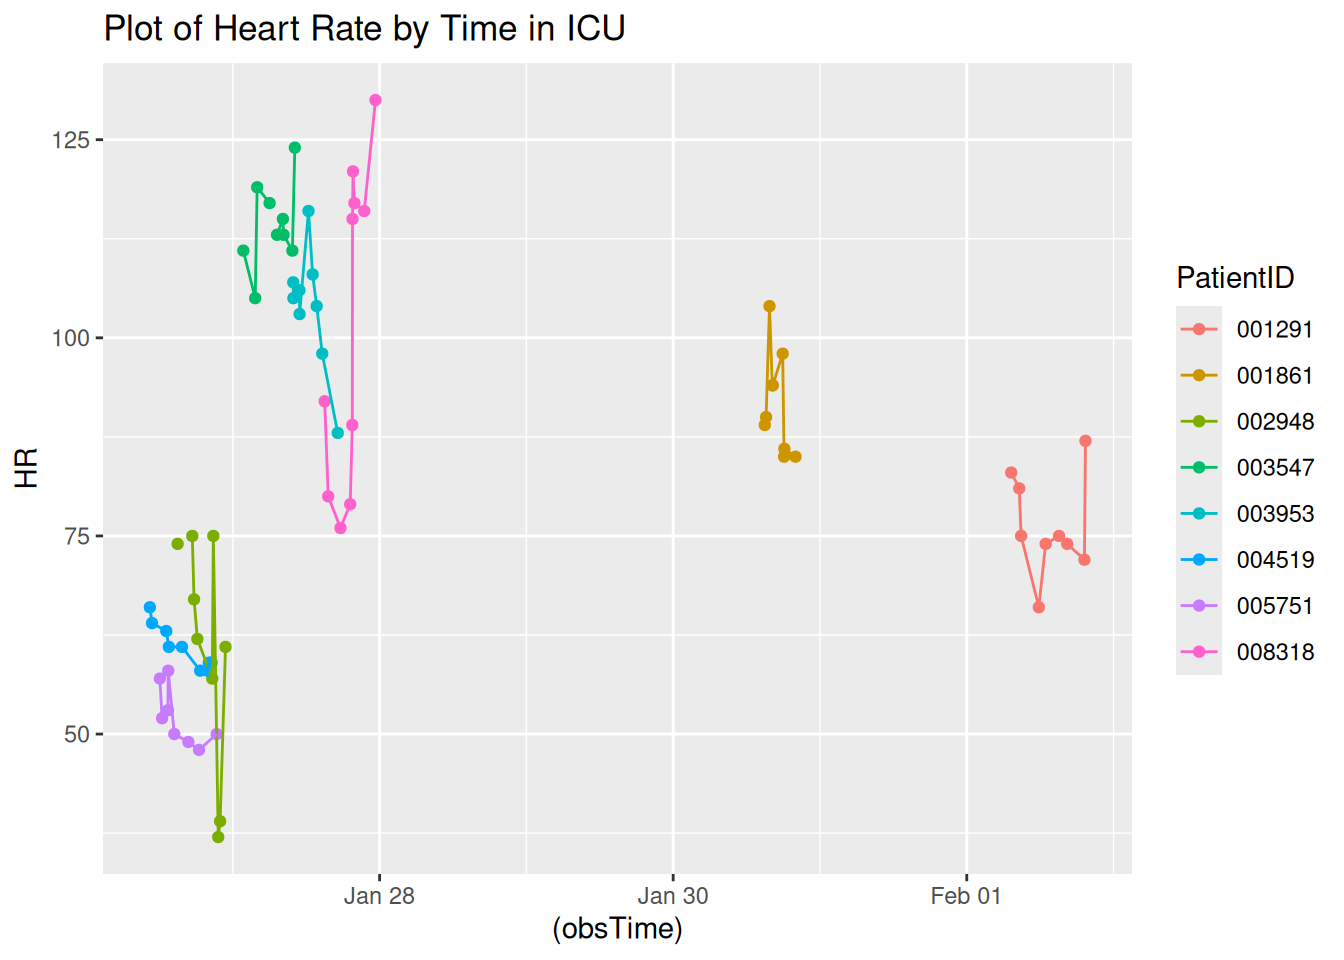 Plot of Heart Rate by Time in ICU
125
100
75
50
HR
Jan 28
Jan 30
Feb 01
(obsTime)
PatientID
001291
001861
002948
003547
003953
004519
005751
008318